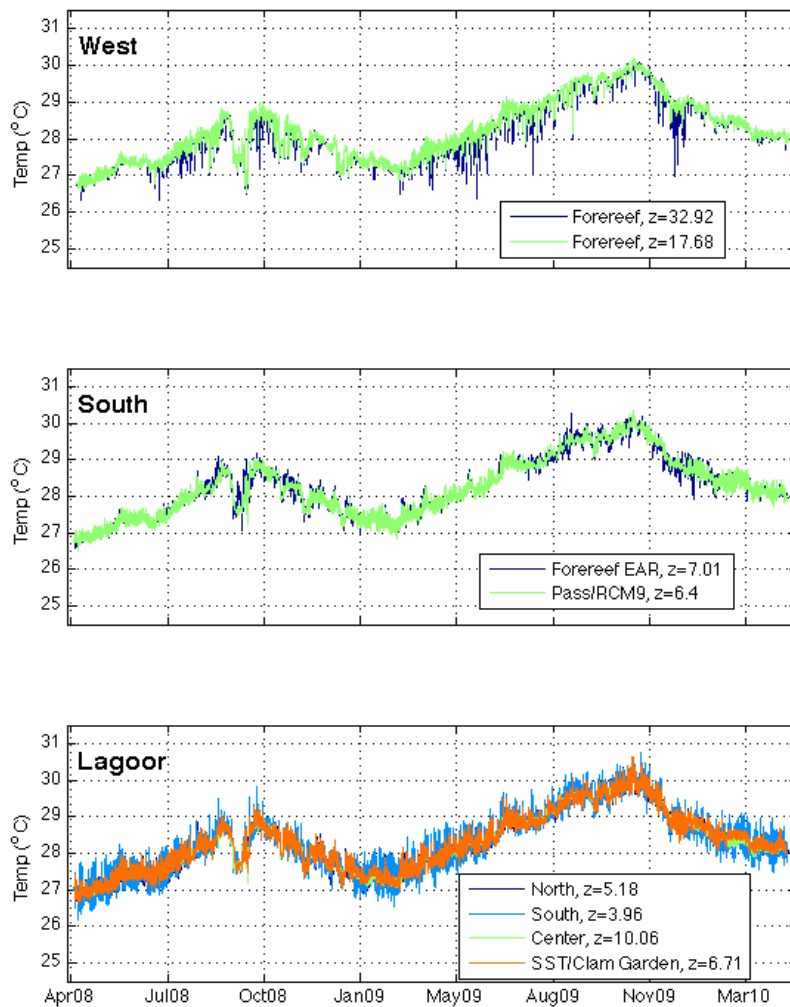 31
West
30
29
28
27
26
25
Temp (°C)
Forereef, z=32.92
Forereef, z=17.68
31
South
30
29
28
27
26
25
Temp (°C)
Forereef EAR, z=7.01
Pass/RCM9, z=6.4
31
Lagoor
30
29
28
27
26
25
Temp (°C)
North, z=5.18
South, z=3.96
Center, z=10.06
SST/Clam Garden, z=6.71
Apr08 Jul08 Oct08 Jan09 May09 Aug09 Nov09 Mar10